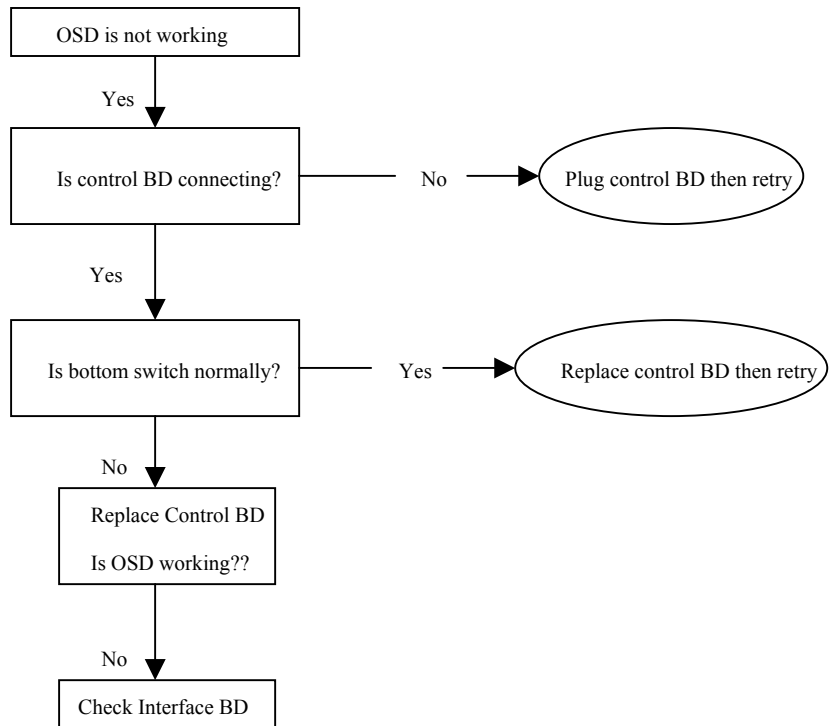 OSD is not working
Yes
Is control BD connecting?
No
Plug control BD then retry
Yes
Is bottom switch normally?
Yes
Replace control BD then retry
No
Replace Control BD
Is OSD working??
No
Check Interface BD